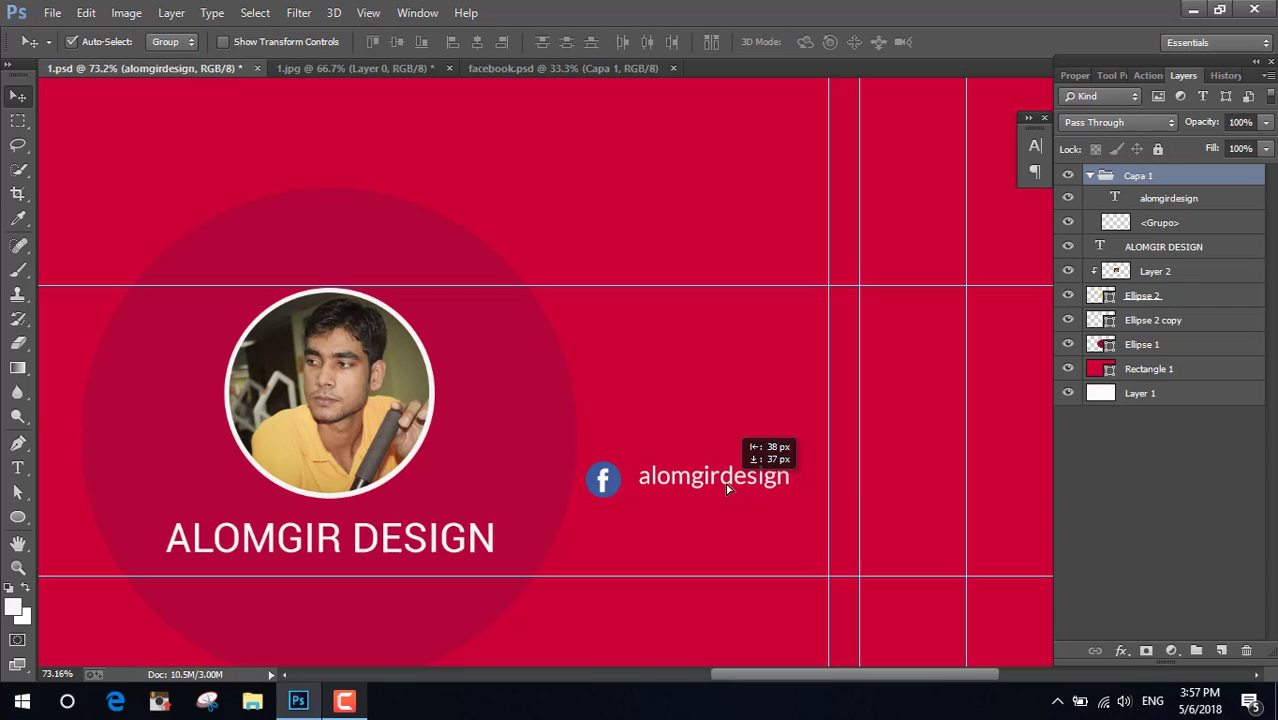 Ps File Edit Image Layer Type Select Filter 3D View Window Help
Auto-Select: Group Show Transform Controls 3D Mode: Essentials
1.psd @ 73.2% (alomgirdesign, RGB/8) * × 1.jpg @ 66.7% (Layer 0, RGB/8) * × facebook.psd @ 33.3% (Capa 1, RGB/8) ×
Proper Tool Pr Action Layers History
Kind
Pass Through Opacity: 100%
Lock: Fill: 100%
Capa 1
alomgirdesign
<Grupo>
ALOMGIR DESIGN
Layer 2
Ellipse 2
Ellipse 2 copy
Ellipse 1
Rectangle 1
Layer 1
38 px
37 px
f alomgirdesign
ALOMGIR DESIGN
73.16% Doc: 10.5M/3.00M
Ps C ENG 3:57 PM
5/6/2018 5